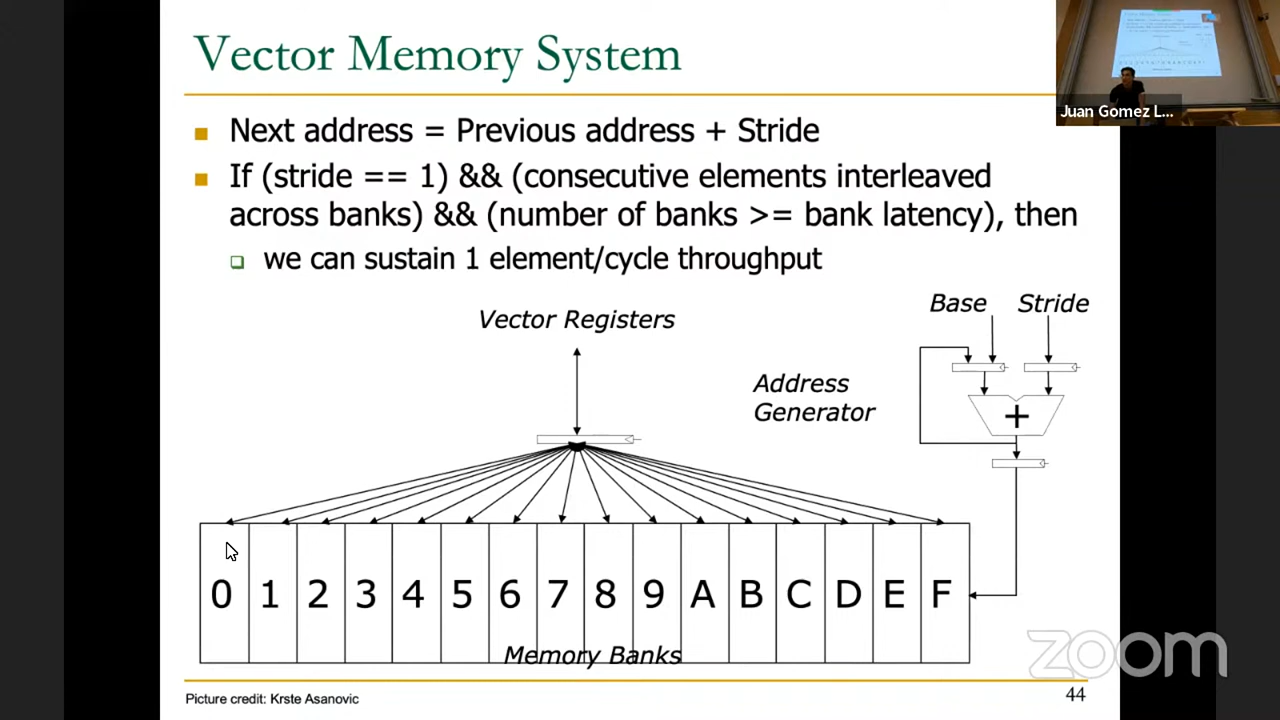 Vector Memory System
Juan Gomez L...
Next address = Previous address + Stride
If (stride == 1) && (consecutive elements interleaved
across banks) && (number of banks >= bank latency), then
we can sustain 1 element/cycle throughput
Base Stride
Vector Registers
Address
Generator
+
0 1 2 3 4 5 6 7 8 9 A B C D E F
Memory Banks
zoom
Picture credit: Krste Asanovic
44